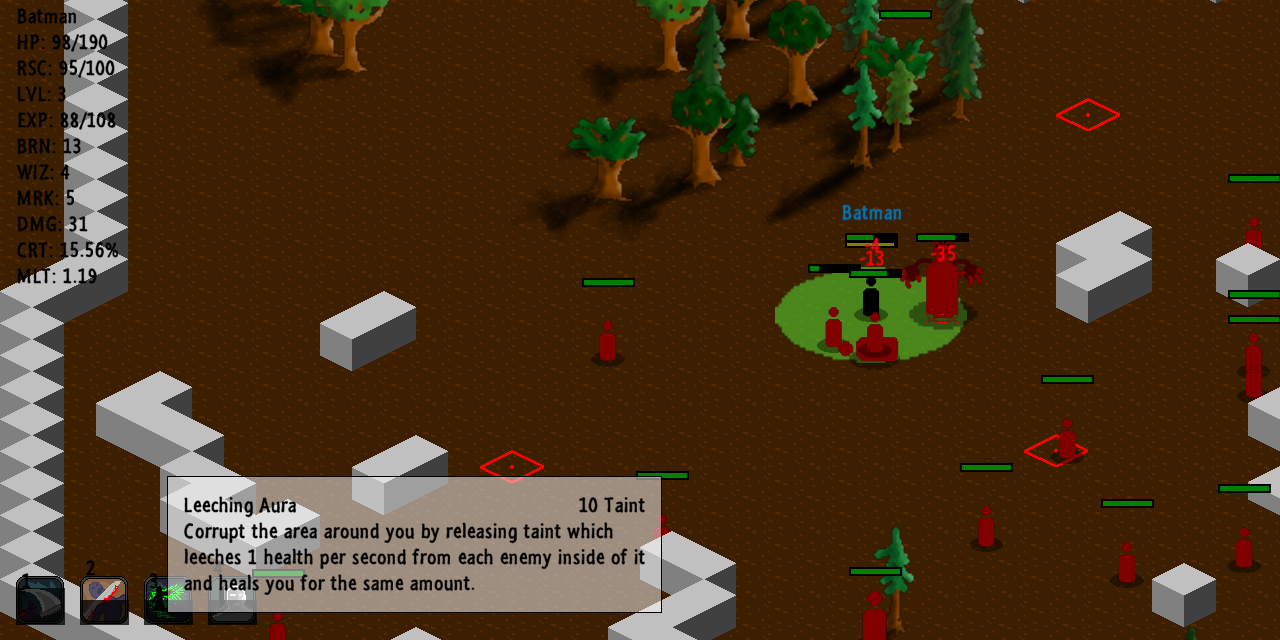 Batman
HP: 98/190
RSC: 95/100
LVL: 3
EXP: 88/108
BRN: 13
WIZ: 4
MRK: 5
DMG: 31
CRT: 15.56%
MLT: 1.19
Batman
-4
-13
-35
Leeching Aura 10 Taint
Corrupt the area around you by releasing taint which
leeches 1 health per second from each enemy inside of it
and heals you for the same amount.
1 2 3